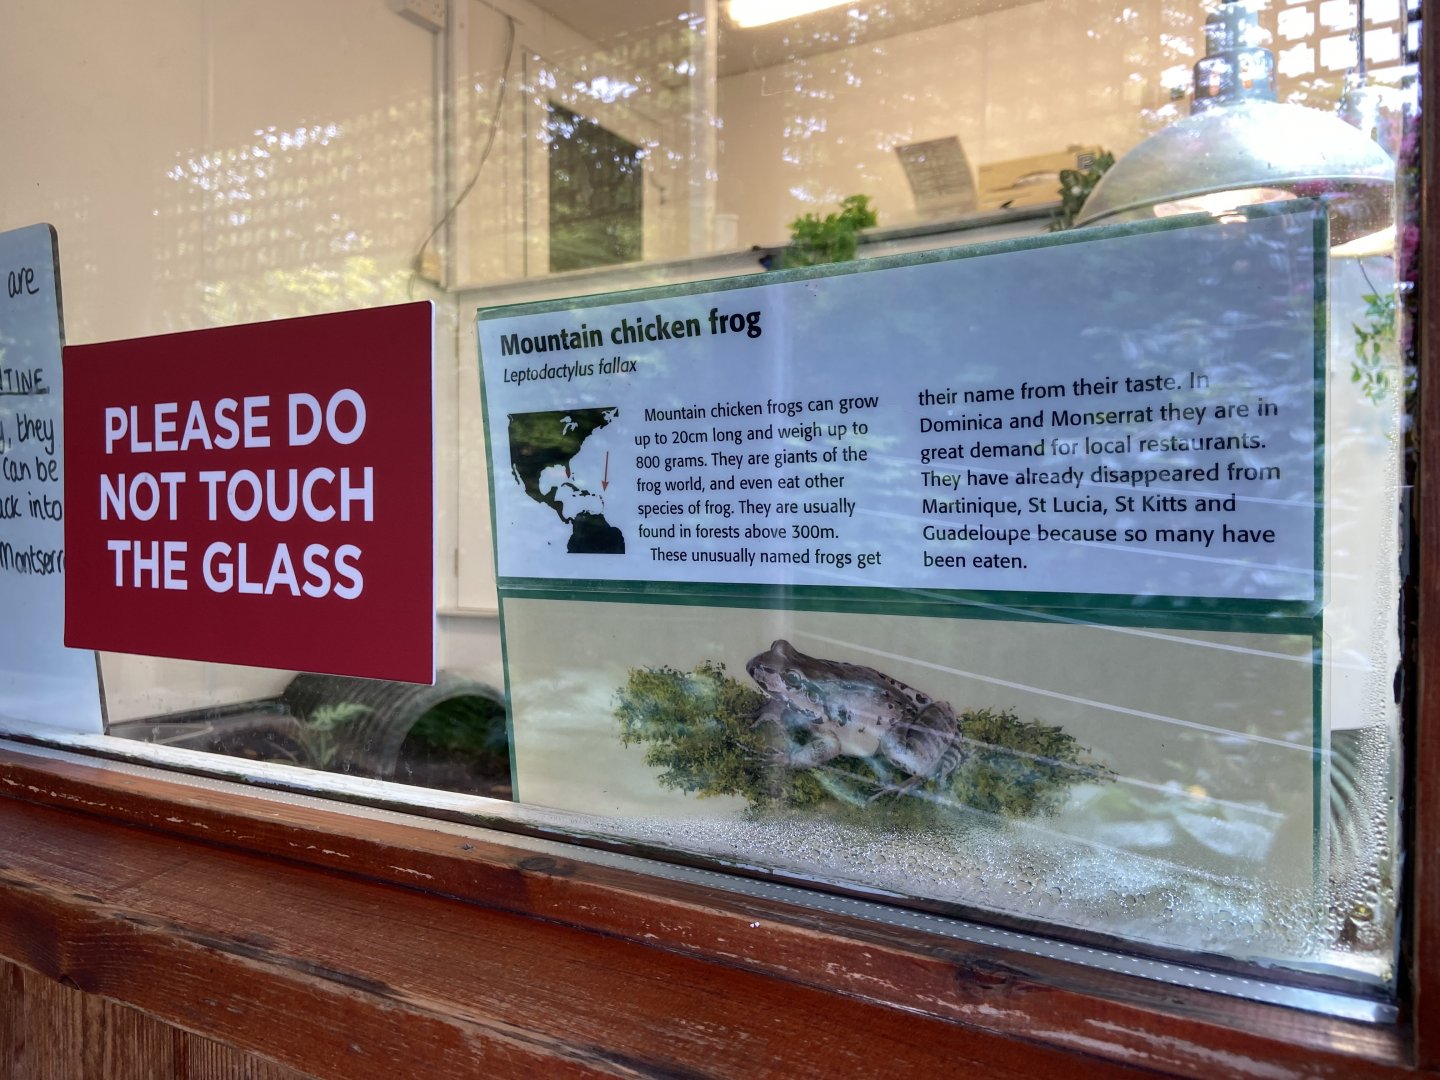 are
TINE
they
can be
into
PLEASE DO
NOT TOUCH
THE GLASS
Mountain chicken frog
Leptodactylus fallax
Mountain chicken frogs can grow
up to 20cm long and weigh up to
800 grams. They are giants of the
frog world, and even eat other
species of frog. They are usually
found in forests above 300m.
These unusually named frogs get
their name from their taste. In
Dominica and Monserrat they are in
great demand for local restaurants.
They have already disappeared from
Martinique, St Lucia, St Kitts and
Guadeloupe because so many have
been eaten.